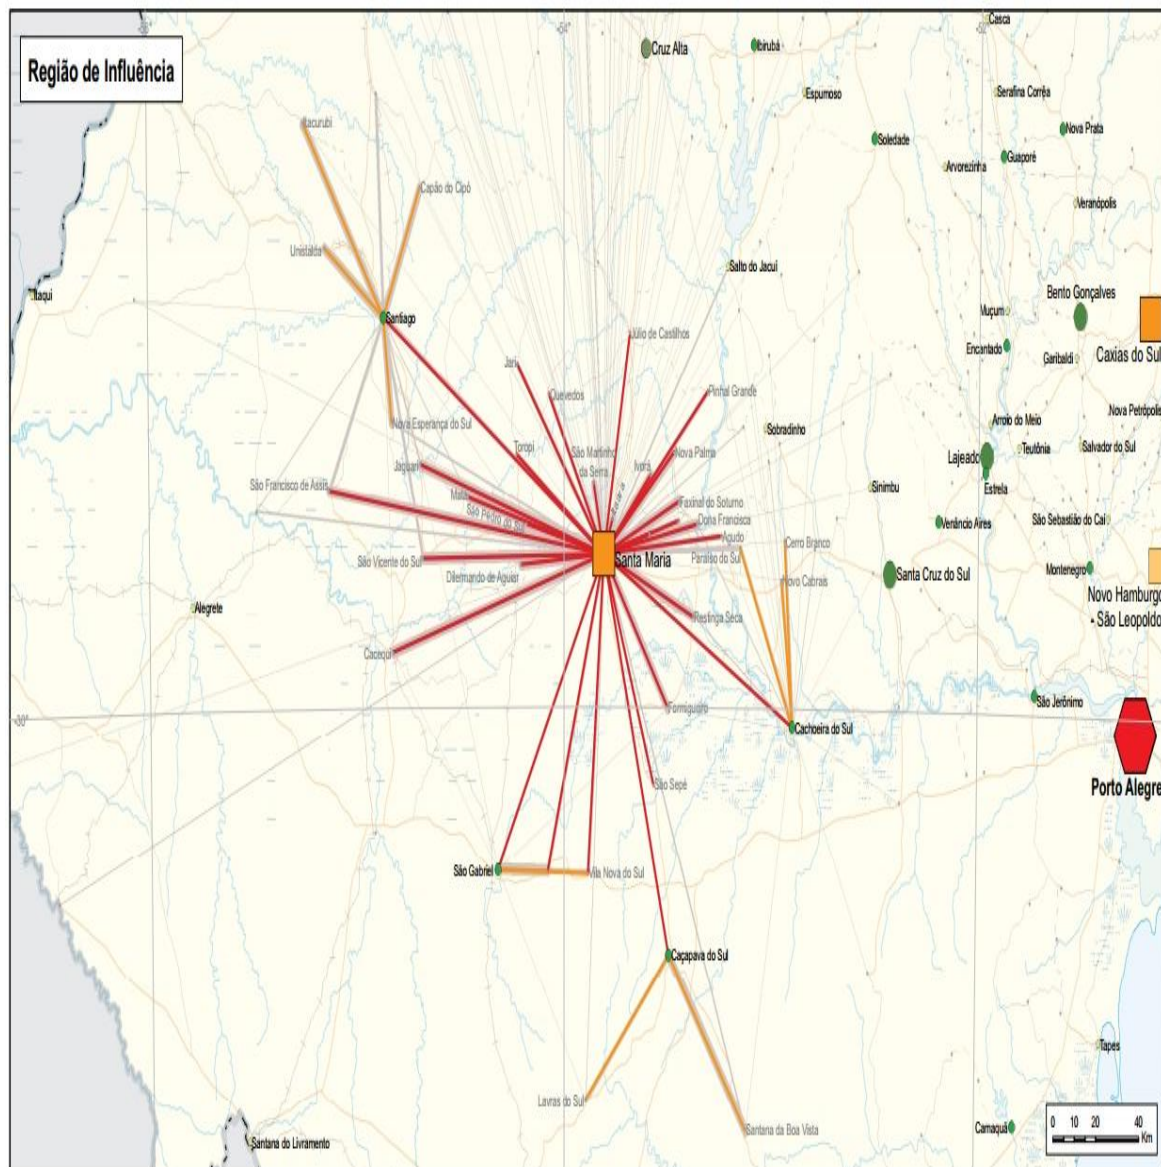 Casca
Cruz Alta
Ibirubá
Região de Influência
Espumoso
Serafina Corrêa
Itacurubi
Nova Prata
Soledade
Guaporé
Arvorezinha
Capão do Cipó
Veranópolis
Unistalda
Salto do Jacuí
Itaqui
Bento Gonçalves
Muçum
Santiago
Júlio de Castilhos
Encantado
Garibaldi
Caxias do Sul
Jari
Quevedos
Pinhal Grande
Nova Petrópolis
Nova Esperança do Sul
Sobradinho
Arroio do Meio
Toropi
São Martinho
da Serra
Nova Palma
Teutônia
Salvador do Sul
Jaguari
Ivorá
Lajeado
São Francisco de Assis
Mata
Sinimbu
Estrela
Faxinal do Soturno
São Pedro do Sul
Dona Francisca
Venâncio Aires
São Sebastião do Caí
Agudo
Cerro Branco
São Vicente do Sul
Santa Maria
Paraíso do Sul
Dilermando de Aguiar
Novo Cabrais
Santa Cruz do Sul
Montenegro
Novo Hamburgo
- São Leopoldo
Alegrete
Restinga Seca
Cacequi
São Jerônimo
Formigueiro
-30°
Cachoeira do Sul
São Sepé
Porto Alegre
São Gabriel
Vila Nova do Sul
Caçapava do Sul
Tapes
Lavras do Sul
Santana da Boa Vista
Camaquã
Santana do Livramento
0 10 20 40
Km